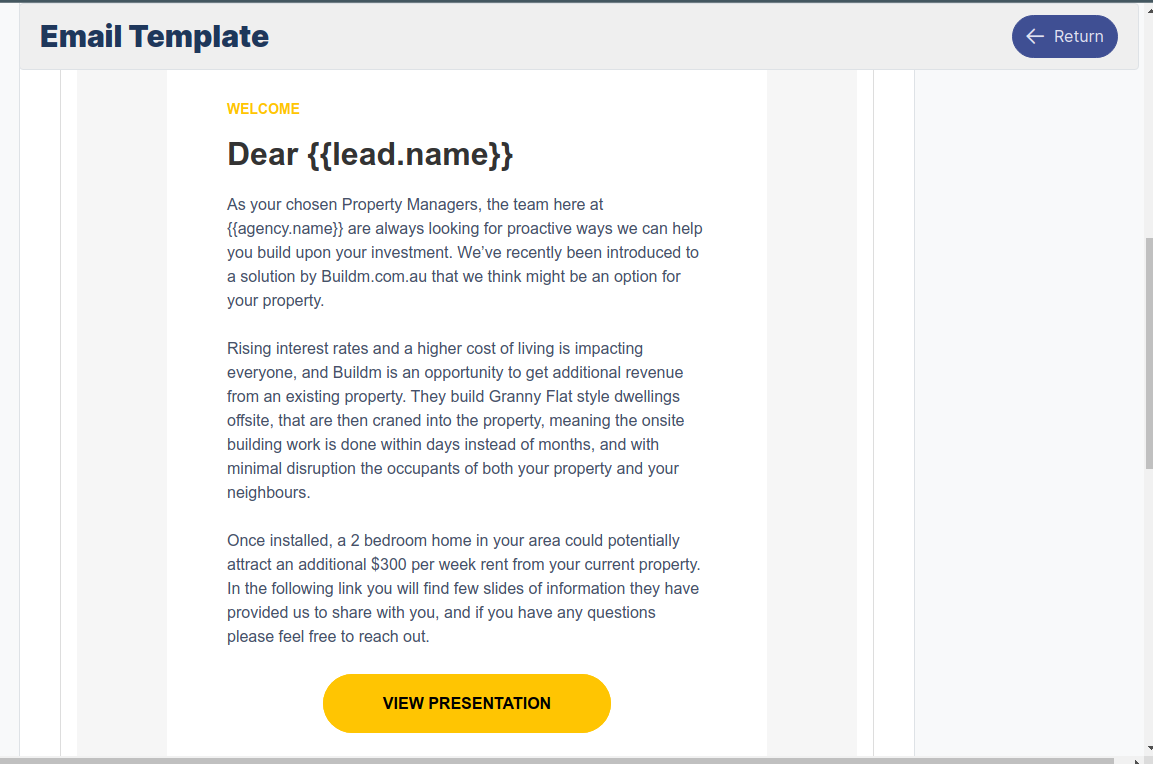 Email Template
Return
WELCOME
Dear {{lead.name}}
As your chosen Property Managers, the team here at
{{agency.name}} are always looking for proactive ways we can help
you build upon your investment. We’ve recently been introduced to
a solution by Buildm.com.au that we think might be an option for
your property.
Rising interest rates and a higher cost of living is impacting
everyone, and Buildm is an opportunity to get additional revenue
from an existing property. They build Granny Flat style dwellings
offsite, that are then craned into the property, meaning the onsite
building work is done within days instead of months, and with
minimal disruption the occupants of both your property and your
neighbours.
Once installed, a 2 bedroom home in your area could potentially
attract an additional $300 per week rent from your current property.
In the following link you will find few slides of information they have
provided us to share with you, and if you have any questions
please feel free to reach out.
VIEW PRESENTATION